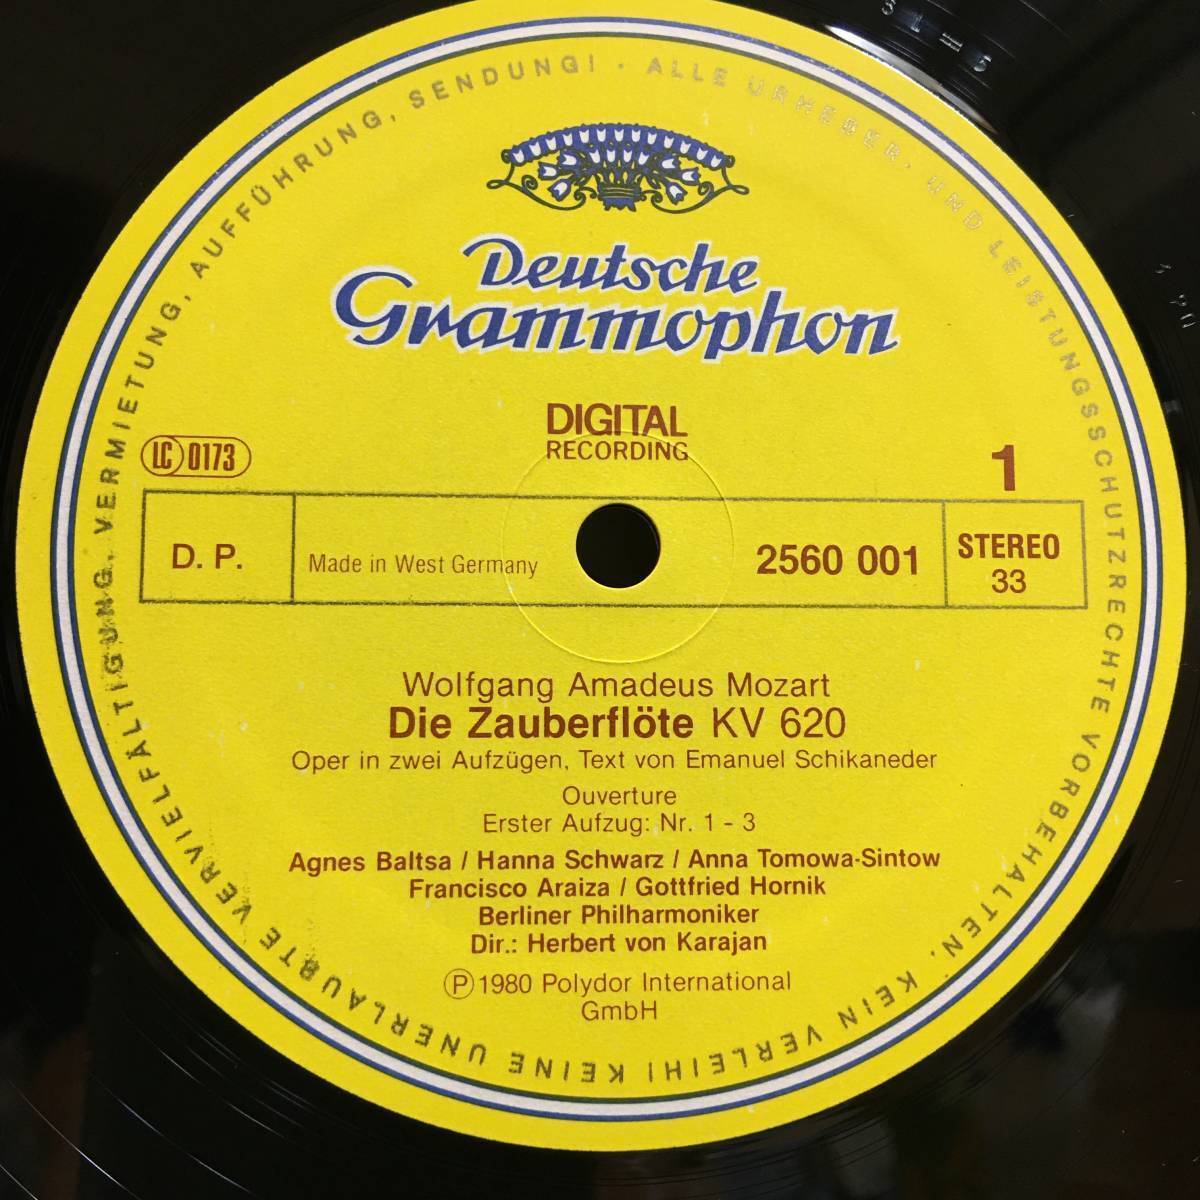 ALLE URHEBER- UND LEISTUNGSSCHUTZRECHTE VORBEHALTEN. KEIN VERLEIH! KEINE UNERLAUBTE VERVIELFÄLTIGUNG, VERMIETUNG, AUFFÜHRUNG, SENDUNG! ·
Deutsche
Grammophon
DIGITAL
RECORDING
LC 0173
1
D. P.
Made in West Germany
2560 001
STEREO
33
Wolfgang Amadeus Mozart
Die Zauberflöte KV 620
Oper in zwei Aufzügen, Text von Emanuel Schikaneder
Ouverture
Erster Aufzug: Nr. 1 - 3
Agnes Baltsa / Hanna Schwarz / Anna Tomowa-Sintow
Francisco Araiza / Gottfried Hornik
Berliner Philharmoniker
Dir.: Herbert von Karajan
Ⓟ 1980 Polydor International
GmbH